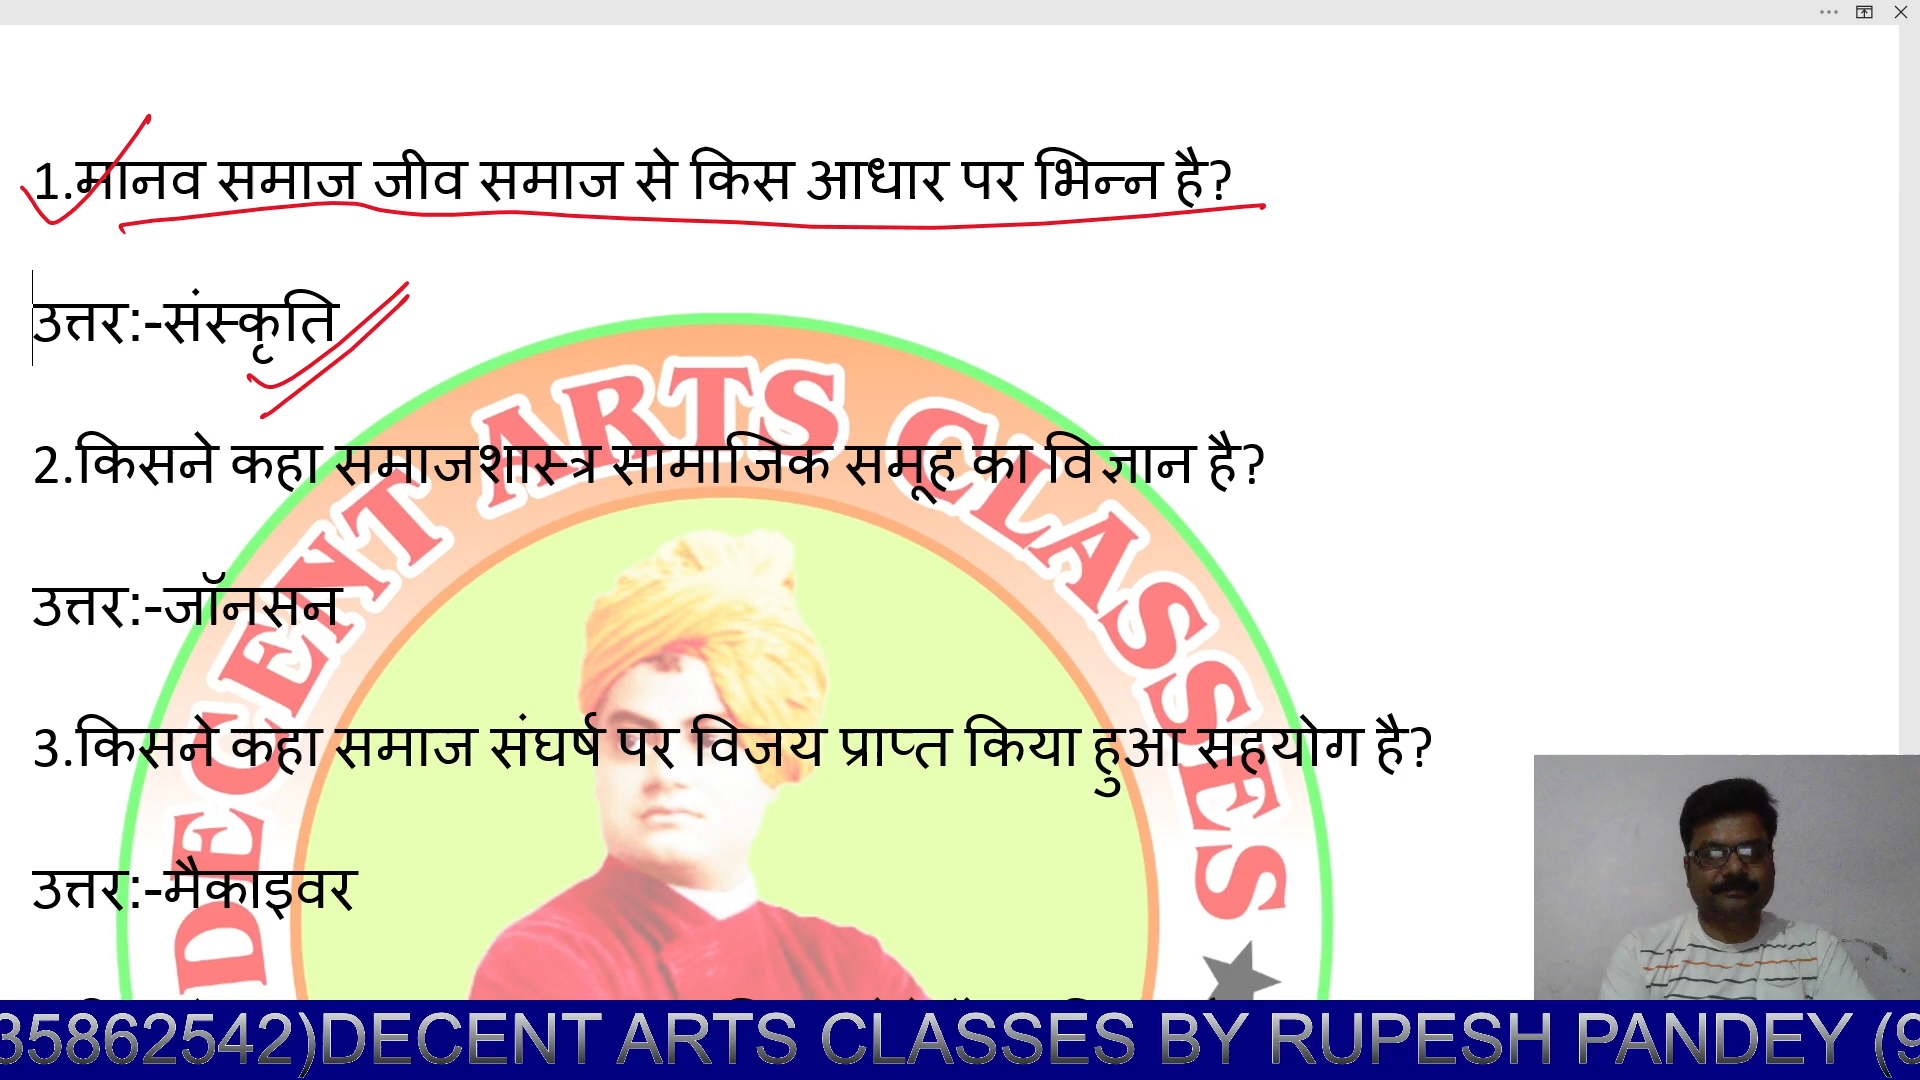 1.मानव समाज जीव समाज से किस आधार पर भिन्न है?
उत्तर:-संस्कृति
2.किसने कहा समाजशास्त्र सामाजिक समूह का विज्ञान है?
उत्तर:-जॉनसन
3.किसने कहा समाज संघर्ष पर विजय प्राप्त किया हुआ सहयोग है?
उत्तर:-मैकाइवर
DECENT ARTS CLASSES
35862542)DECENT ARTS CLASSES BY RUPESH PANDEY (9